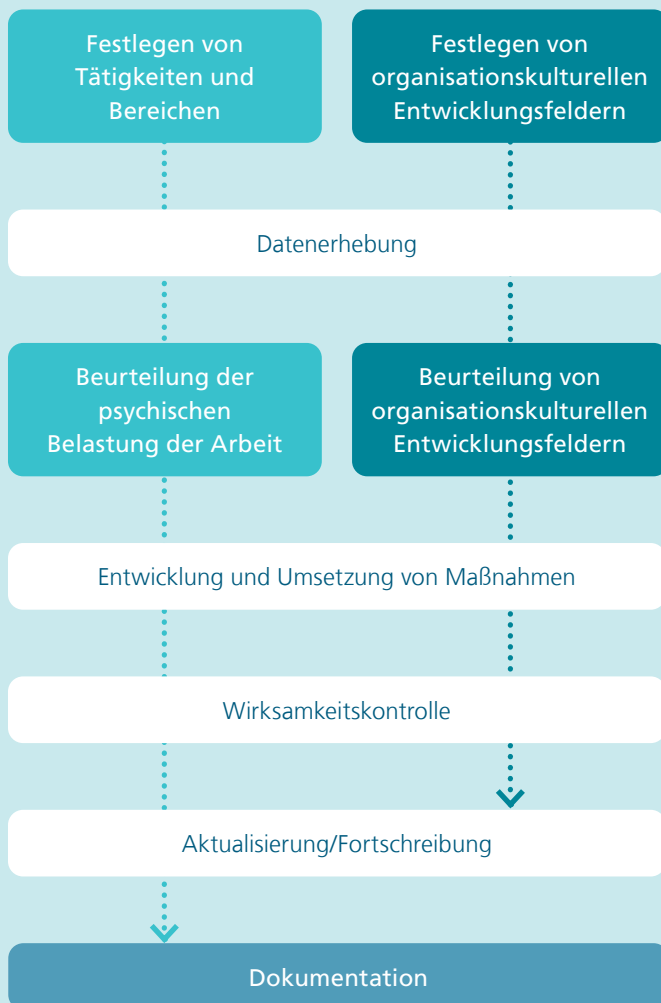 Festlegen von
Tätigkeiten und
Bereichen
Festlegen von
organisationskulturellen
Entwicklungsfeldern
Datenerhebung
Beurteilung der
psychischen
Belastung der Arbeit
Beurteilung von
organisationskulturellen
Entwicklungsfeldern
Entwicklung und Umsetzung von Maßnahmen
Wirksamkeitskontrolle
Aktualisierung/Fortschreibung
Dokumentation